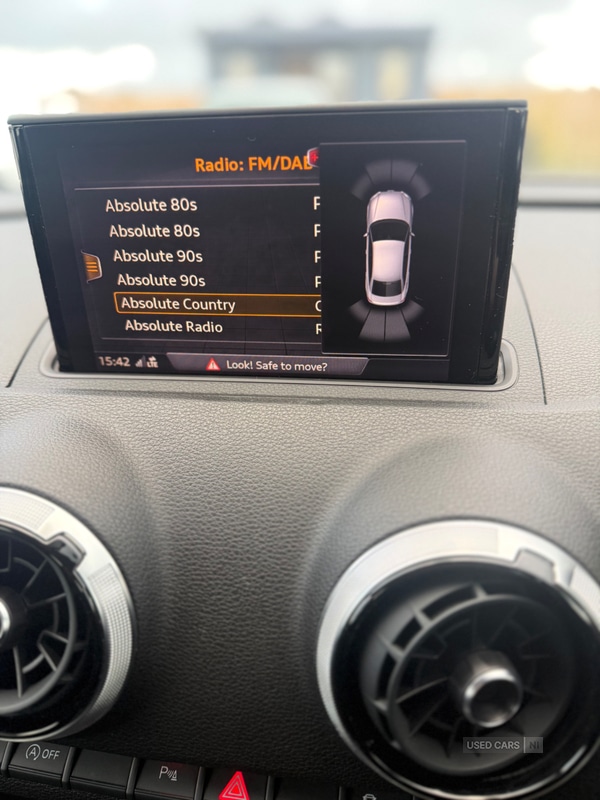 Radio: FM/DAB
Absolute 80s P
Absolute 80s P
Absolute 90s P
Absolute 90s P
Absolute Country C
Absolute Radio R
15:42 LTE Look! Safe to move?
A OFF
P
USED CARS NI